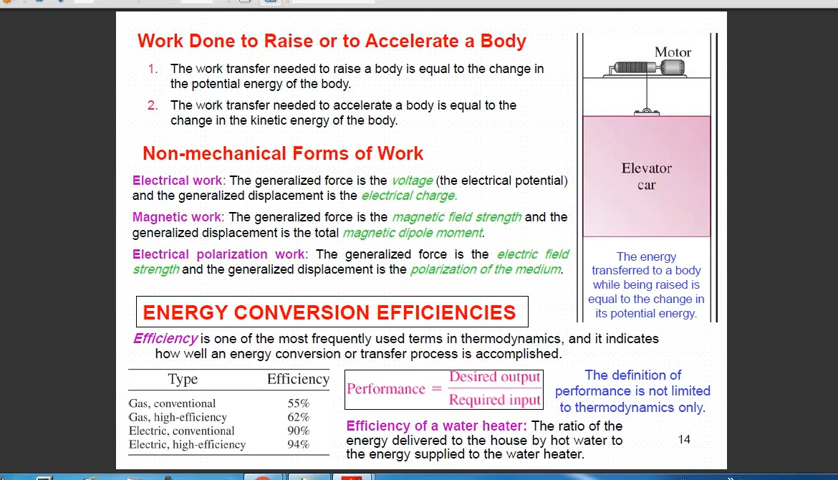 Work Done to Raise or to Accelerate a Body
1. The work transfer needed to raise a body is equal to the change in
the potential energy of the body.
2. The work transfer needed to accelerate a body is equal to the
change in the kinetic energy of the body.
Motor
Elevator
car
The energy
transferred to a body
while being raised is
equal to the change in
its potential energy.
Non-mechanical Forms of Work
Electrical work: The generalized force is the voltage (the electrical potential)
and the generalized displacement is the electrical charge.
Magnetic work: The generalized force is the magnetic field strength and the
generalized displacement is the total magnetic dipole moment.
Electrical polarization work: The generalized force is the electric field
strength and the generalized displacement is the polarization of the medium.
ENERGY CONVERSION EFFICIENCIES
Efficiency is one of the most frequently used terms in thermodynamics, and it indicates
how well an energy conversion or transfer process is accomplished.
Type Efficiency
Gas, conventional 55%
Gas, high-efficiency 62%
Electric, conventional 90%
Electric, high-efficiency 94%
Performance = Desired output
Required input
The definition of
performance is not limited
to thermodynamics only.
Efficiency of a water heater: The ratio of the
energy delivered to the house by hot water to
the energy supplied to the water heater.
14